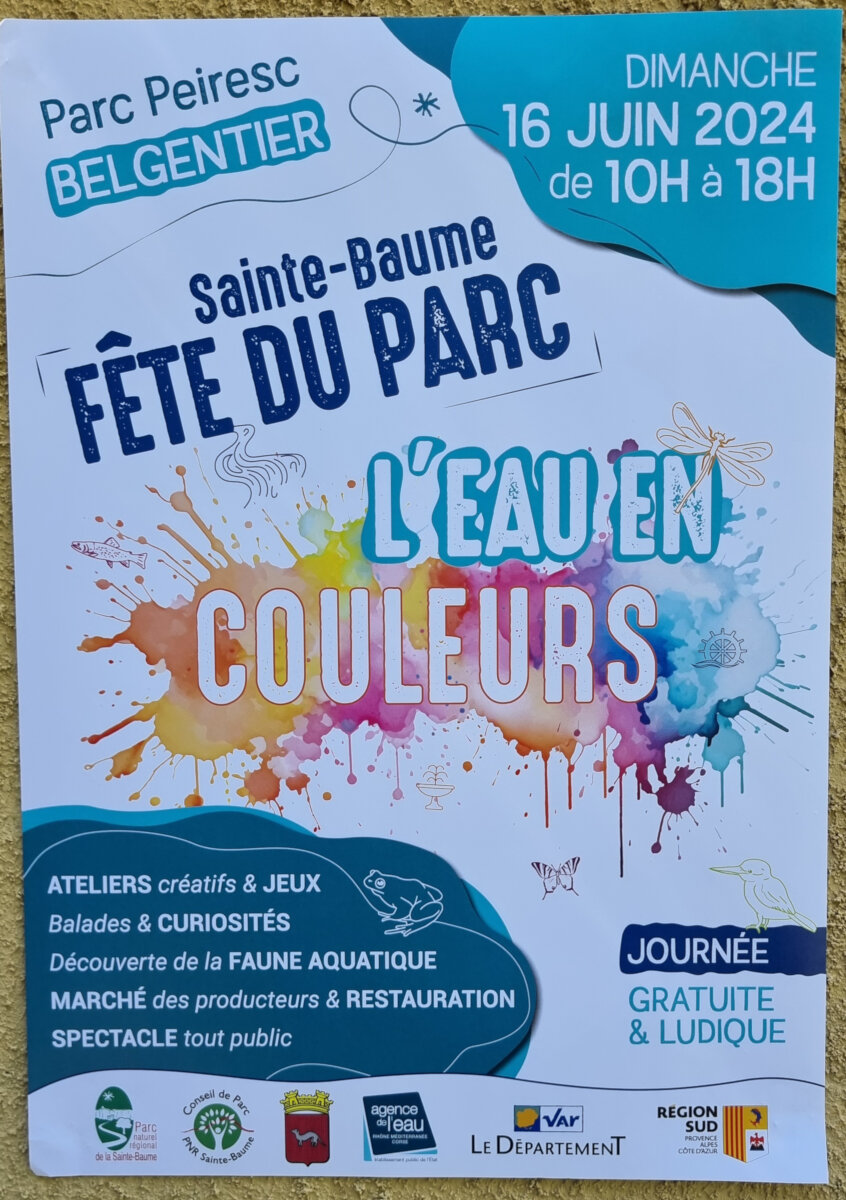 Parc Peiresc
BELGENTIER
DIMANCHE
16 JUIN 2024
de 10H à 18H
Sainte-Baume
FÊTE DU PARC
L'EAU EN
COULEURS
ATELIERS créatifs & JEUX
Balades & CURIOSITÉS
Découverte de la FAUNE AQUATIQUE
MARCHÉ des producteurs & RESTAURATION
SPECTACLE tout public
JOURNÉE
GRATUITE
& LUDIQUE
Parc
naturel
régional
de la Sainte-Baume
Conseil de Parc
PNR Sainte-Baume
agence
de l'eau
RHÔNE MÉDITERRANÉE
CORSE
établissement public de l'État
Var
LE DÉPARTEMENT
RÉGION
SUD
PROVENCE
ALPES
CÔTE D'AZUR